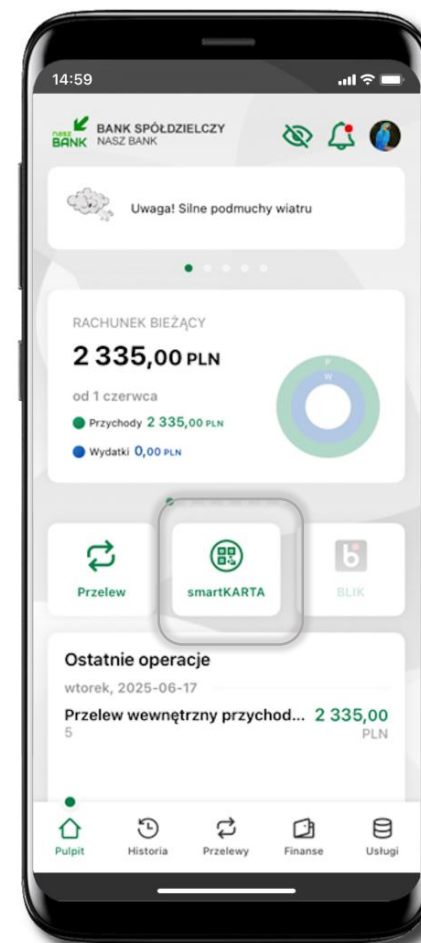 14:59
nasz BANK
BANK SPÓŁDZIELCZY
NASZ BANK
Uwaga! Silne podmuchy wiatru
RACHUNEK BIEŻĄCY
2 335,00 PLN
od 1 czerwca
Przychody 2 335,00 PLN
Wydatki 0,00 PLN
P
W
Przelew
smartKARTA
BLIK
Ostatnie operacje
wtorek, 2025-06-17
Przelew wewnętrzny przychod... 2 335,00
5 PLN
Pulpit
Historia
Przelewy
Finanse
Usługi